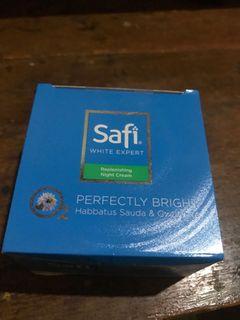 Safi®
WHITE EXPERT
Replenishing
Night Cream
PERFECTLY BRIGHT
Habbatus Sauda &